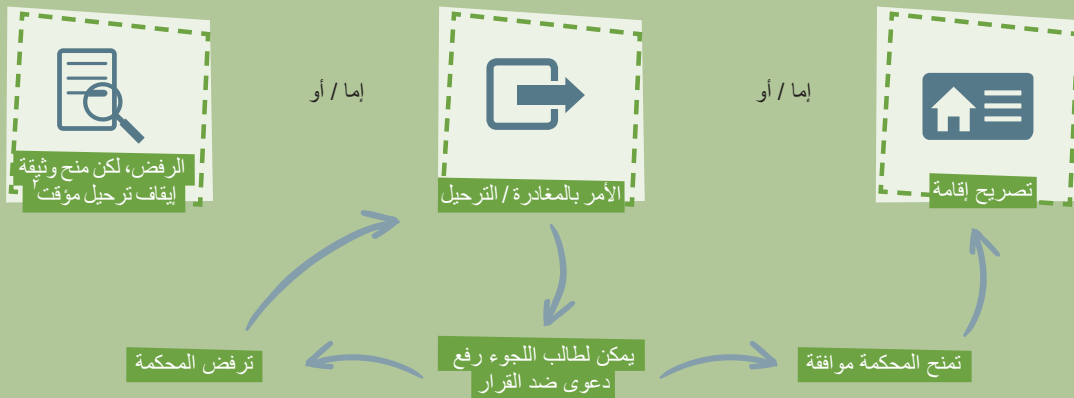 تصريح إقامة
إما / أو
الأمر بالمغادرة / الترحيل
إما / أو
الرفض، لكن منح وثيقة
إيقاف ترحيل مؤقت٢
تمنح المحكمة موافقة
يمكن لطالب اللجوء رفع
دعوى ضد القرار
ترفض المحكمة